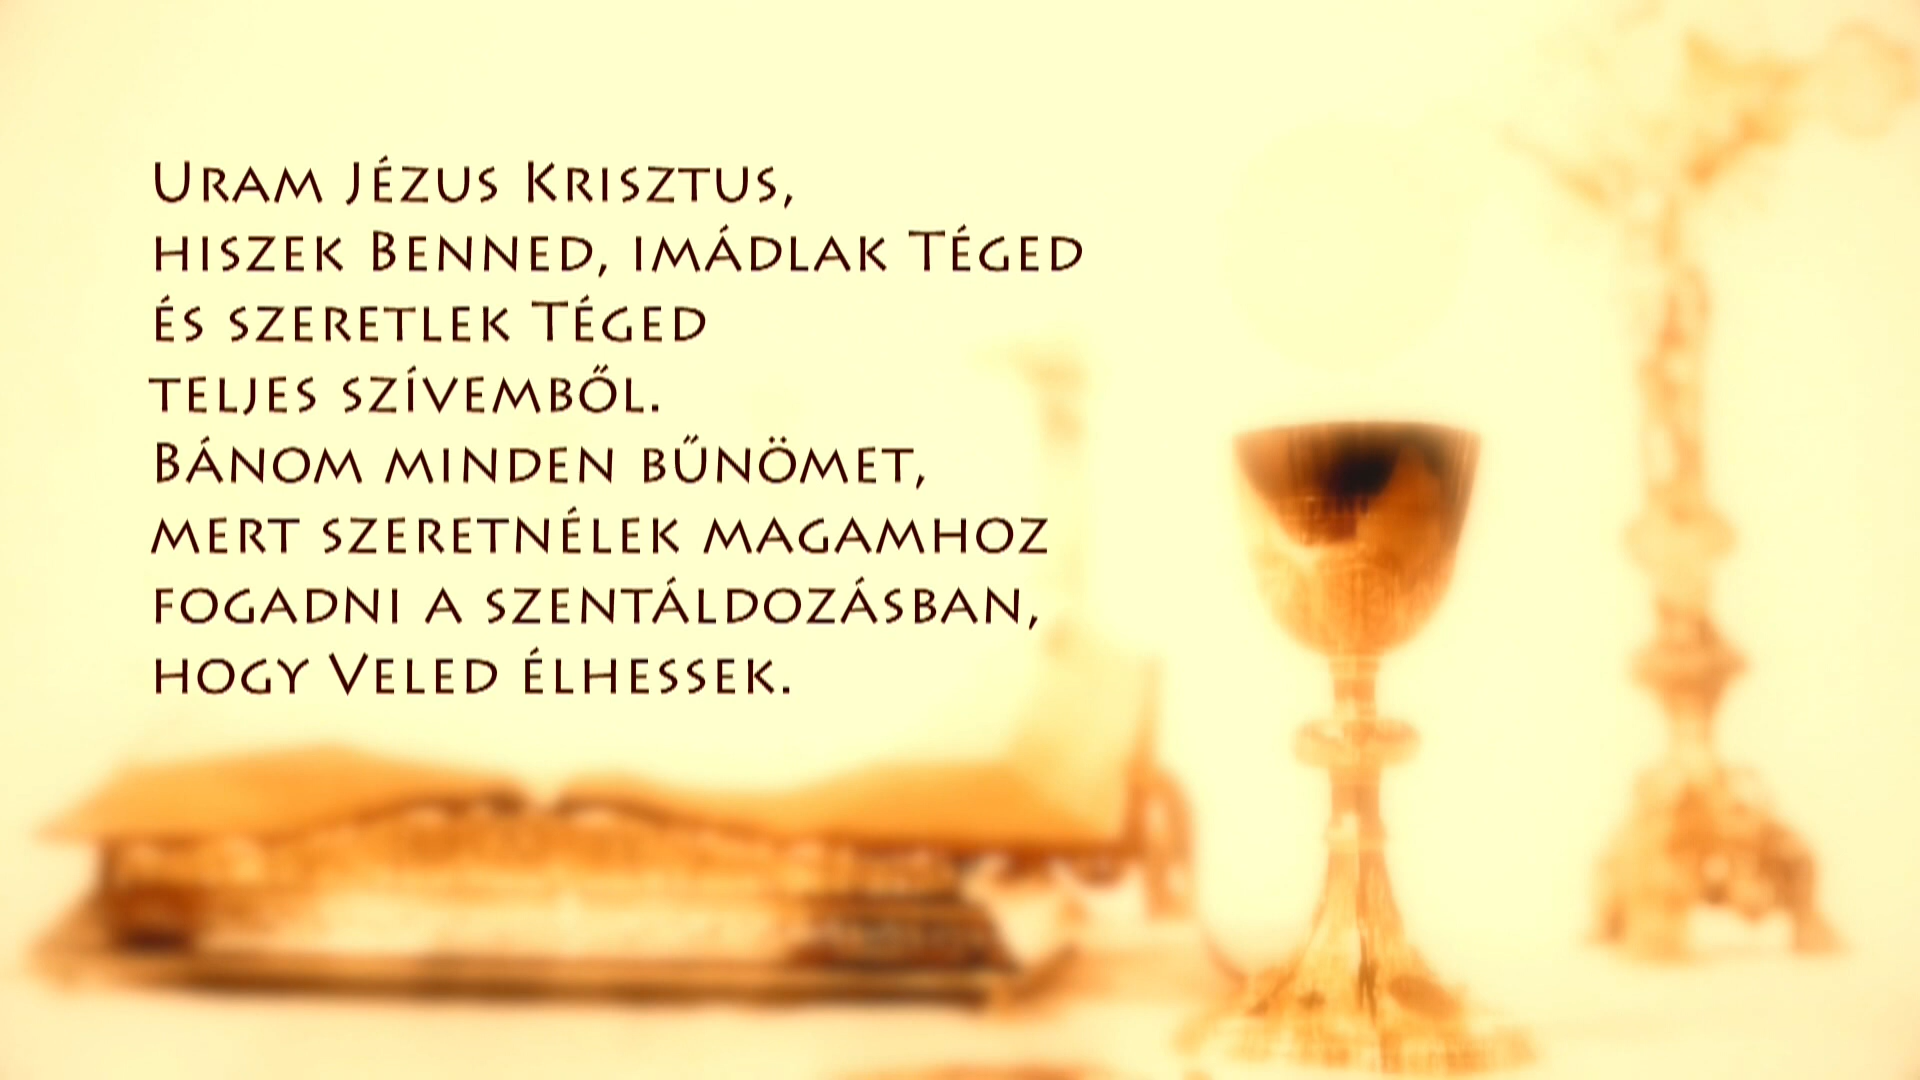 Uram Jézus Krisztus,
hiszek Benned, imádlak Téged
és szeretlek Téged
teljes szívemből.
Bánom minden bűnömet,
mert szeretnélek magamhoz
fogadni a szentáldozásban,
hogy Veled élhessek.